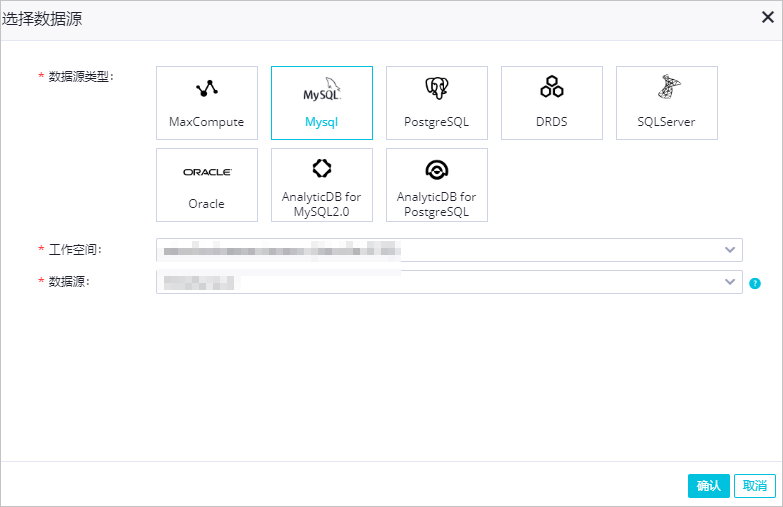 选择数据源
* 数据源类型:
MaxCompute
MySQL
Mysql
PostgreSQL
DRDS
SQLServer
ORACLE
Oracle
AnalyticDB for
MySQL2.0
AnalyticDB for
PostgreSQL
* 工作空间:
* 数据源:
?
确认
取消